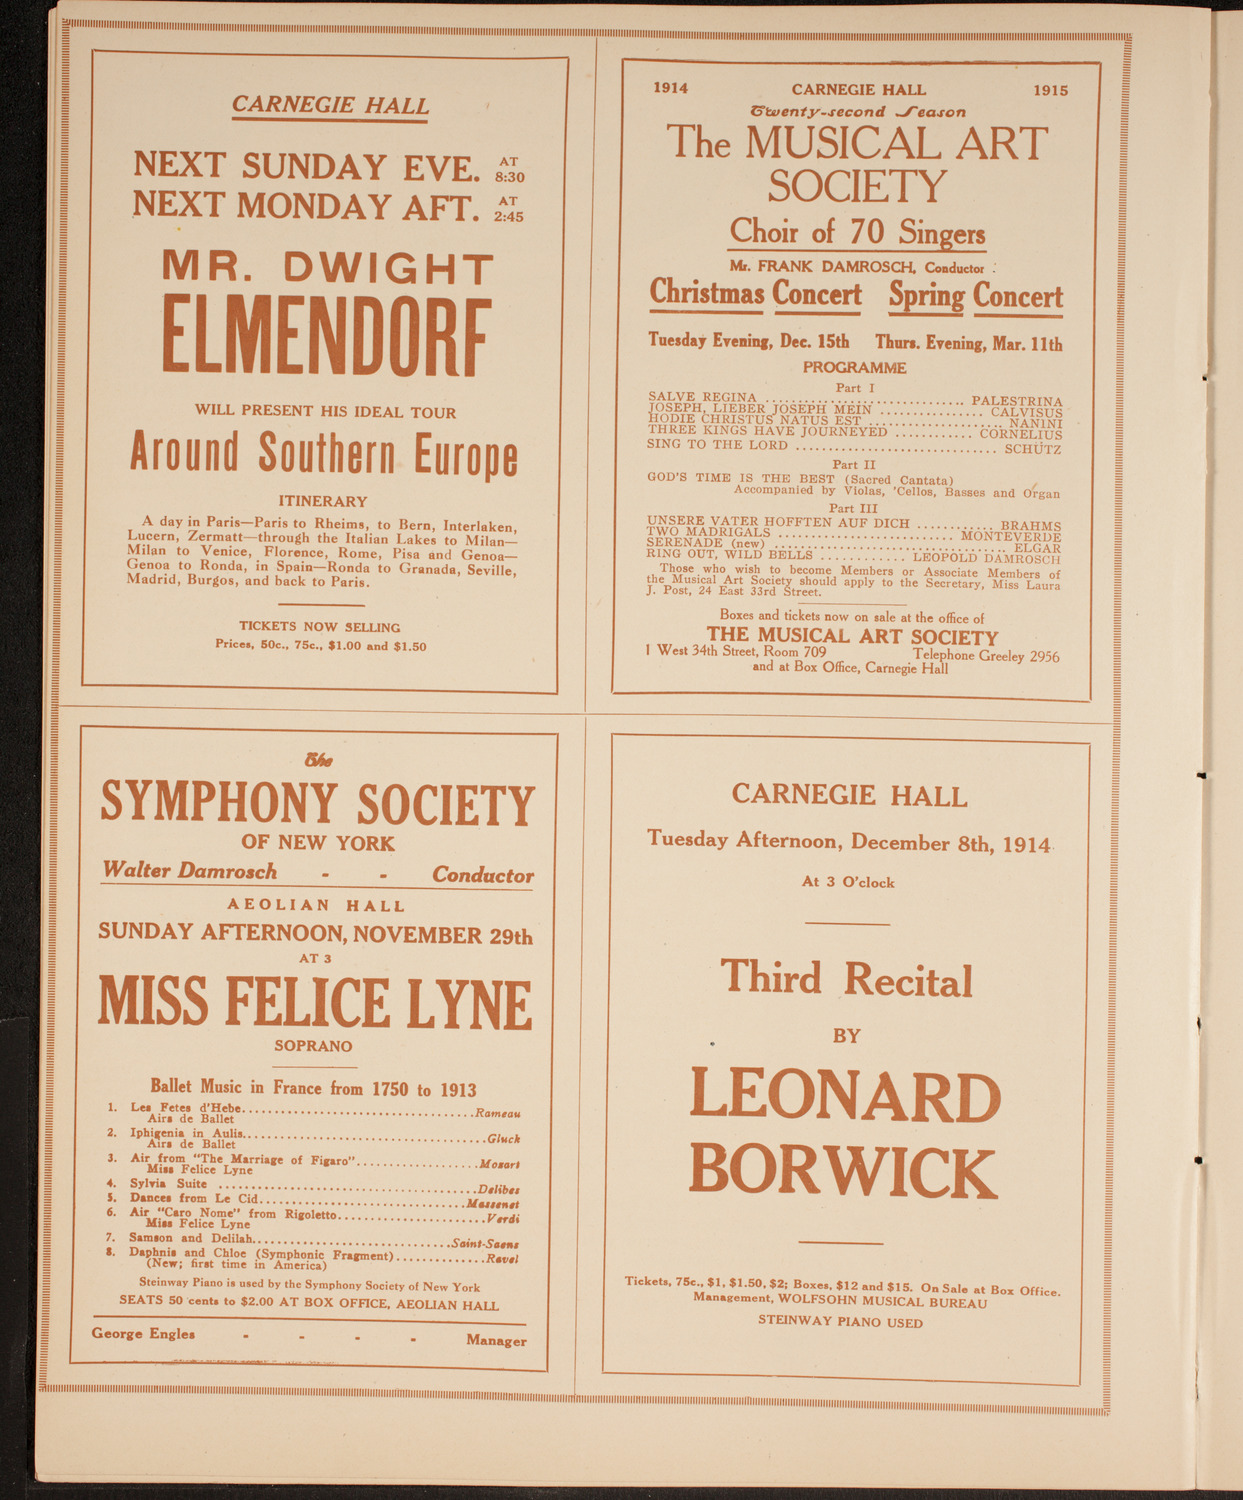 CARNEGIE HALL
NEXT SUNDAY EVE. AT 8:30
NEXT MONDAY AFT. AT 2:45
MR. DWIGHT
ELMENDORF
WILL PRESENT HIS IDEAL TOUR
Around Southern Europe
ITINERARY
A day in Paris—Paris to Rheims, to Bern, Interlaken,
Lucern, Zermatt—through the Italian Lakes to Milan—
Milan to Venice, Florence, Rome, Pisa and Genoa—
Genoa to Ronda, in Spain—Ronda to Granada, Seville,
Madrid, Burgos, and back to Paris.
TICKETS NOW SELLING
Prices, 50c., 75c., $1.00 and $1.50
1914 CARNEGIE HALL 1915
Twenty-second Season
The MUSICAL ART
SOCIETY
Choir of 70 Singers
Mr. FRANK DAMROSCH, Conductor
Christmas Concert Spring Concert
Tuesday Evening, Dec. 15th Thurs. Evening, Mar. 11th
PROGRAMME
Part I
SALVE REGINA ............................ PALESTRINA
JOSEPH, LIEBER JOSEPH MEIN ............... CALVISUS
HODIE CHRISTUS NATUS EST ................... NANINI
THREE KINGS HAVE JOURNEYED ........... CORNELIUS
SING TO THE LORD ............................. SCHÜTZ
Part II
GOD'S TIME IS THE BEST (Sacred Cantata)
Accompanied by Violas, 'Cellos, Basses and Organ
Part III
UNSERE VATER HOFFTEN AUF DICH ........... BRAHMS
TWO MADRIGALS ......................... MONTEVERDE
SERENADE (new) ................................. ELGAR
RING OUT, WILD BELLS ............ LEOPOLD DAMROSCH
Those who wish to become Members or Associate Members of
the Musical Art Society should apply to the Secretary, Miss Laura
J. Post, 24 East 33rd Street.
Boxes and tickets now on sale at the office of
THE MUSICAL ART SOCIETY
1 West 34th Street, Room 709 Telephone Greeley 2956
and at Box Office, Carnegie Hall
The
SYMPHONY SOCIETY
OF NEW YORK
Walter Damrosch - - Conductor
AEOLIAN HALL
SUNDAY AFTERNOON, NOVEMBER 29th
AT 3
MISS FELICE LYNE
SOPRANO
Ballet Music in France from 1750 to 1913
1. Les Fetes d'Hebe.................................Rameau
Airs de Ballet
2. Iphigenia in Aulis..................................Gluck
Airs de Ballet
3. Air from "The Marriage of Figaro".................Mozart
Miss Felice Lyne
4. Sylvia Suite .....................................Delibes
5. Dances from Le Cid.............................Massenet
6. Air "Caro Nome" from Rigoletto.....................Verdi
Miss Felice Lyne
7. Samson and Delilah............................Saint-Saens
8. Daphnis and Chloe (Symphonic Fragment).............Ravel
(New; first time in America)
Steinway Piano is used by the Symphony Society of New York
SEATS 50 cents to $2.00 AT BOX OFFICE, AEOLIAN HALL
George Engles - - - - Manager
CARNEGIE HALL
Tuesday Afternoon, December 8th, 1914
At 3 O'clock
Third Recital
BY
LEONARD
BORWICK
Tickets, 75c., $1, $1.50, $2; Boxes, $12 and $15. On Sale at Box Office.
Management, WOLFSOHN MUSICAL BUREAU
STEINWAY PIANO USED